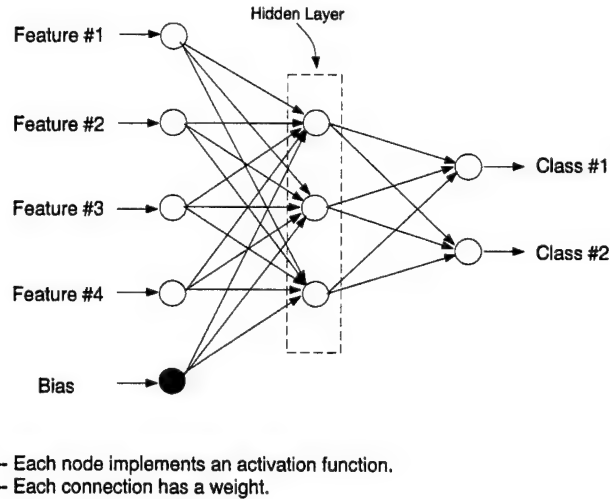 Hidden Layer
Feature #1
Feature #2
Feature #3
Feature #4
Bias
Class #1
Class #2
- Each node implements an activation function.
- Each connection has a weight.